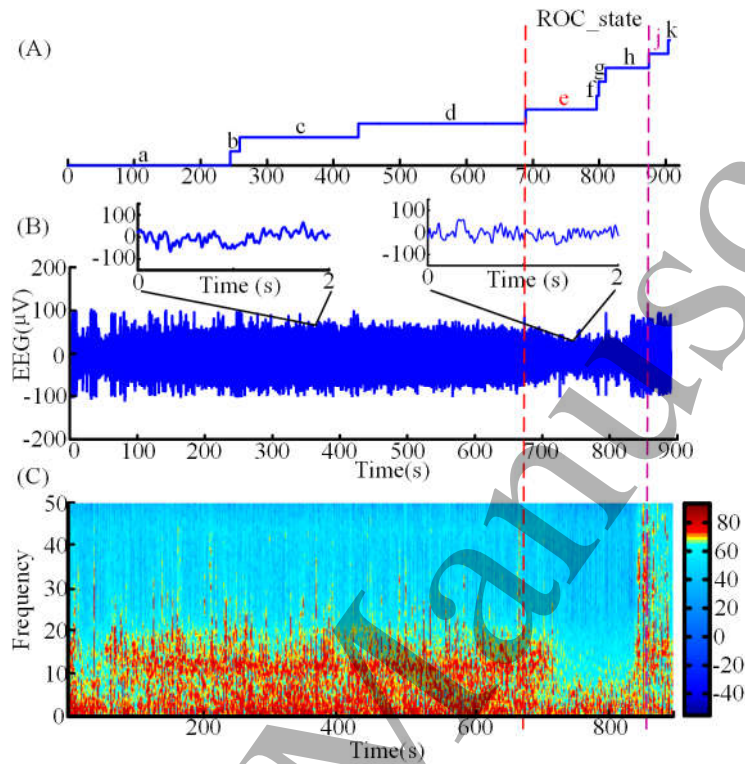 ROC_state
(A)
a b c d e f g h j k
0 100 200 300 400 500 600 700 800 900
(B)
100 0 -100
0 Time (s) 2
100 0 -100
0 Time (s) 2
200
100
0
-100
-200
EEG(μV)
0 100 200 300 400 500 600 700 800 900
Time(s)
(C)
50
40
30
20
10
0
Frequency
200 400 600 800
Time(s)
80
60
40
20
0
-20
-40
Manusc